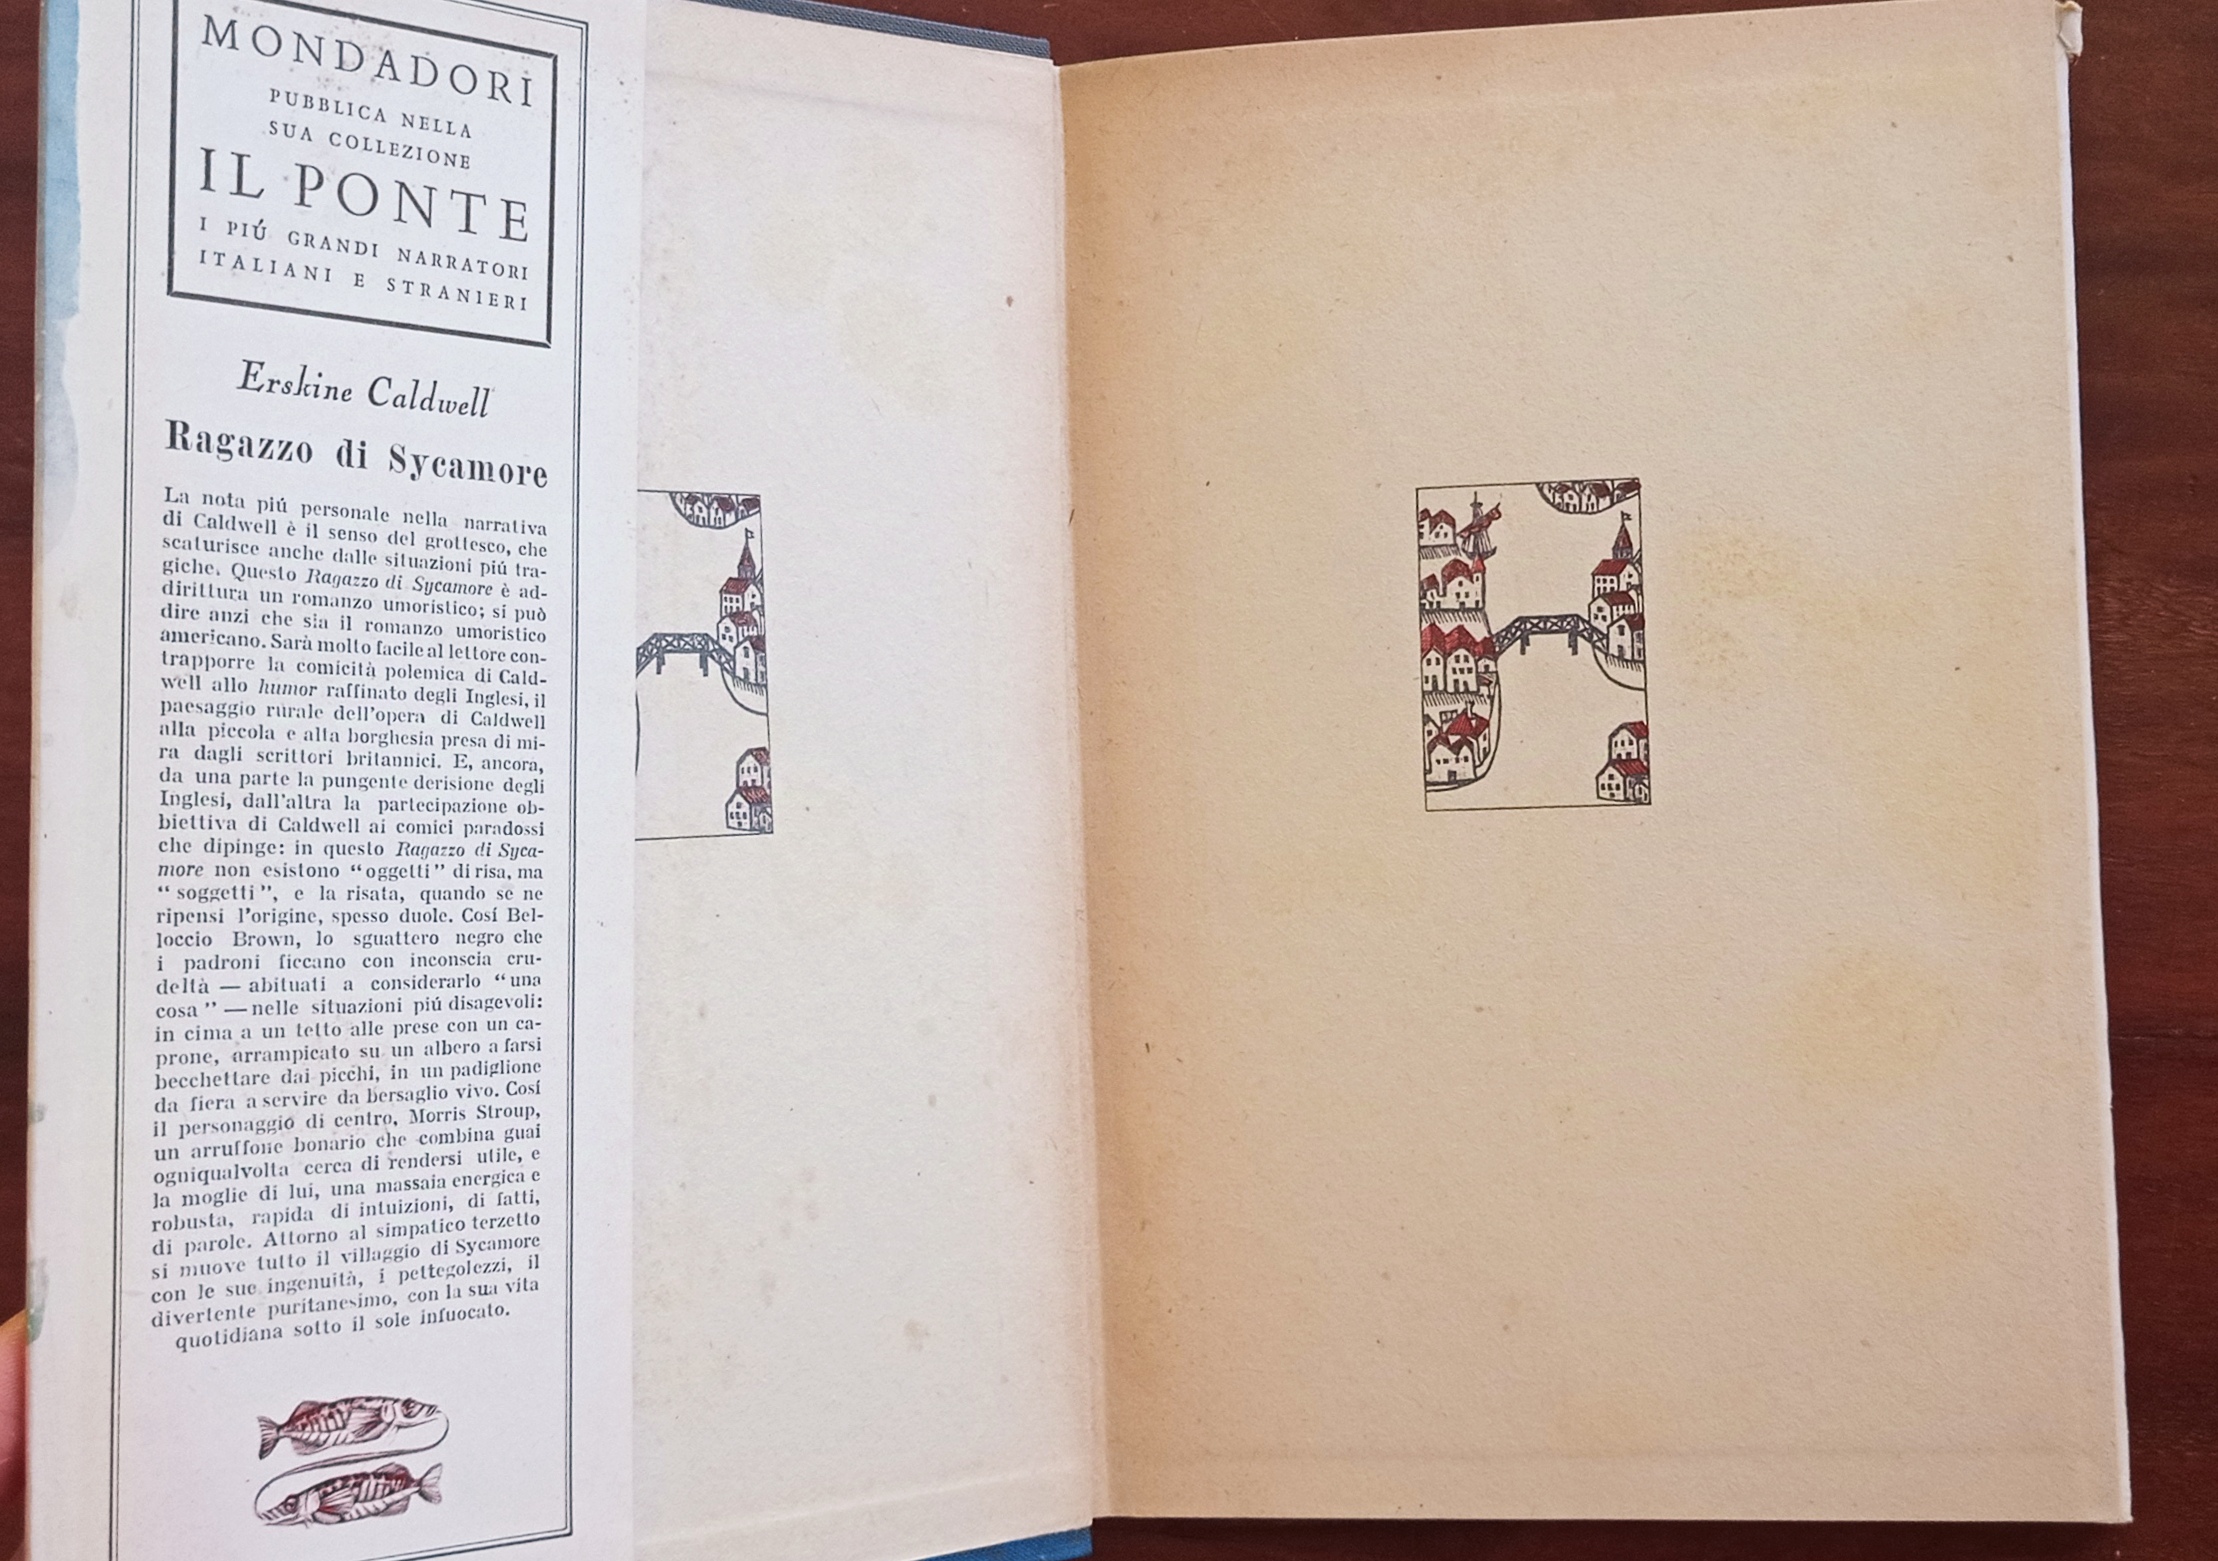 MONDADORI
PUBBLICA NELLA
SUA COLLEZIONE
IL PONTE
I PIÚ GRANDI NARRATORI
ITALIANI E STRANIERI
Erskine Caldwell
Ragazzo di Sycamore
La nota piú personale nella narrativa
di Caldwell è il senso del grottesco, che
scaturisce anche dalle situazioni piú tra-
giche. Questo Ragazzo di Sycamore è ad-
dirittura un romanzo umoristico; si può
dire anzi che sia il romanzo umoristico
americano. Sarà molto facile al lettore con-
trapporre la comicità polemica di Cald-
well allo humor raffinato degli Inglesi, il
paesaggio rurale dell'opera di Caldwell
alla piccola e alta borghesia presa di mi-
ra dagli scrittori britannici. E, ancora,
da una parte la pungente derisione degli
Inglesi, dall'altra la partecipazione ob-
biettiva di Caldwell ai comici paradossi
che dipinge: in questo Ragazzo di Syca-
more non esistono “oggetti” di risa, ma
“soggetti”, e la risata, quando se ne
ripensi l'origine, spesso duole. Cosí Bel-
loccio Brown, lo sguattero negro che
i padroni ficcano con inconscia cru-
deltà — abituati a considerarlo “una
cosa” — nelle situazioni piú disagevoli:
in cima a un tetto alle prese con un ca-
prone, arrampicato su un albero a farsi
becchettare dai picchi, in un padiglione
da fiera a servire da bersaglio vivo. Cosí
il personaggio di centro, Morris Stroup,
un arruffone bonario che combina guai
ogniqualvolta cerca di rendersi utile, e
la moglie di lui, una massaia energica e
robusta, rapida di intuizioni, di fatti,
di parole. Attorno al simpatico terzetto
si muove tutto il villaggio di Sycamore
con le sue ingenuità, i pettegolezzi, il
divertente puritanesimo, con la sua vita
quotidiana sotto il sole infuocato.